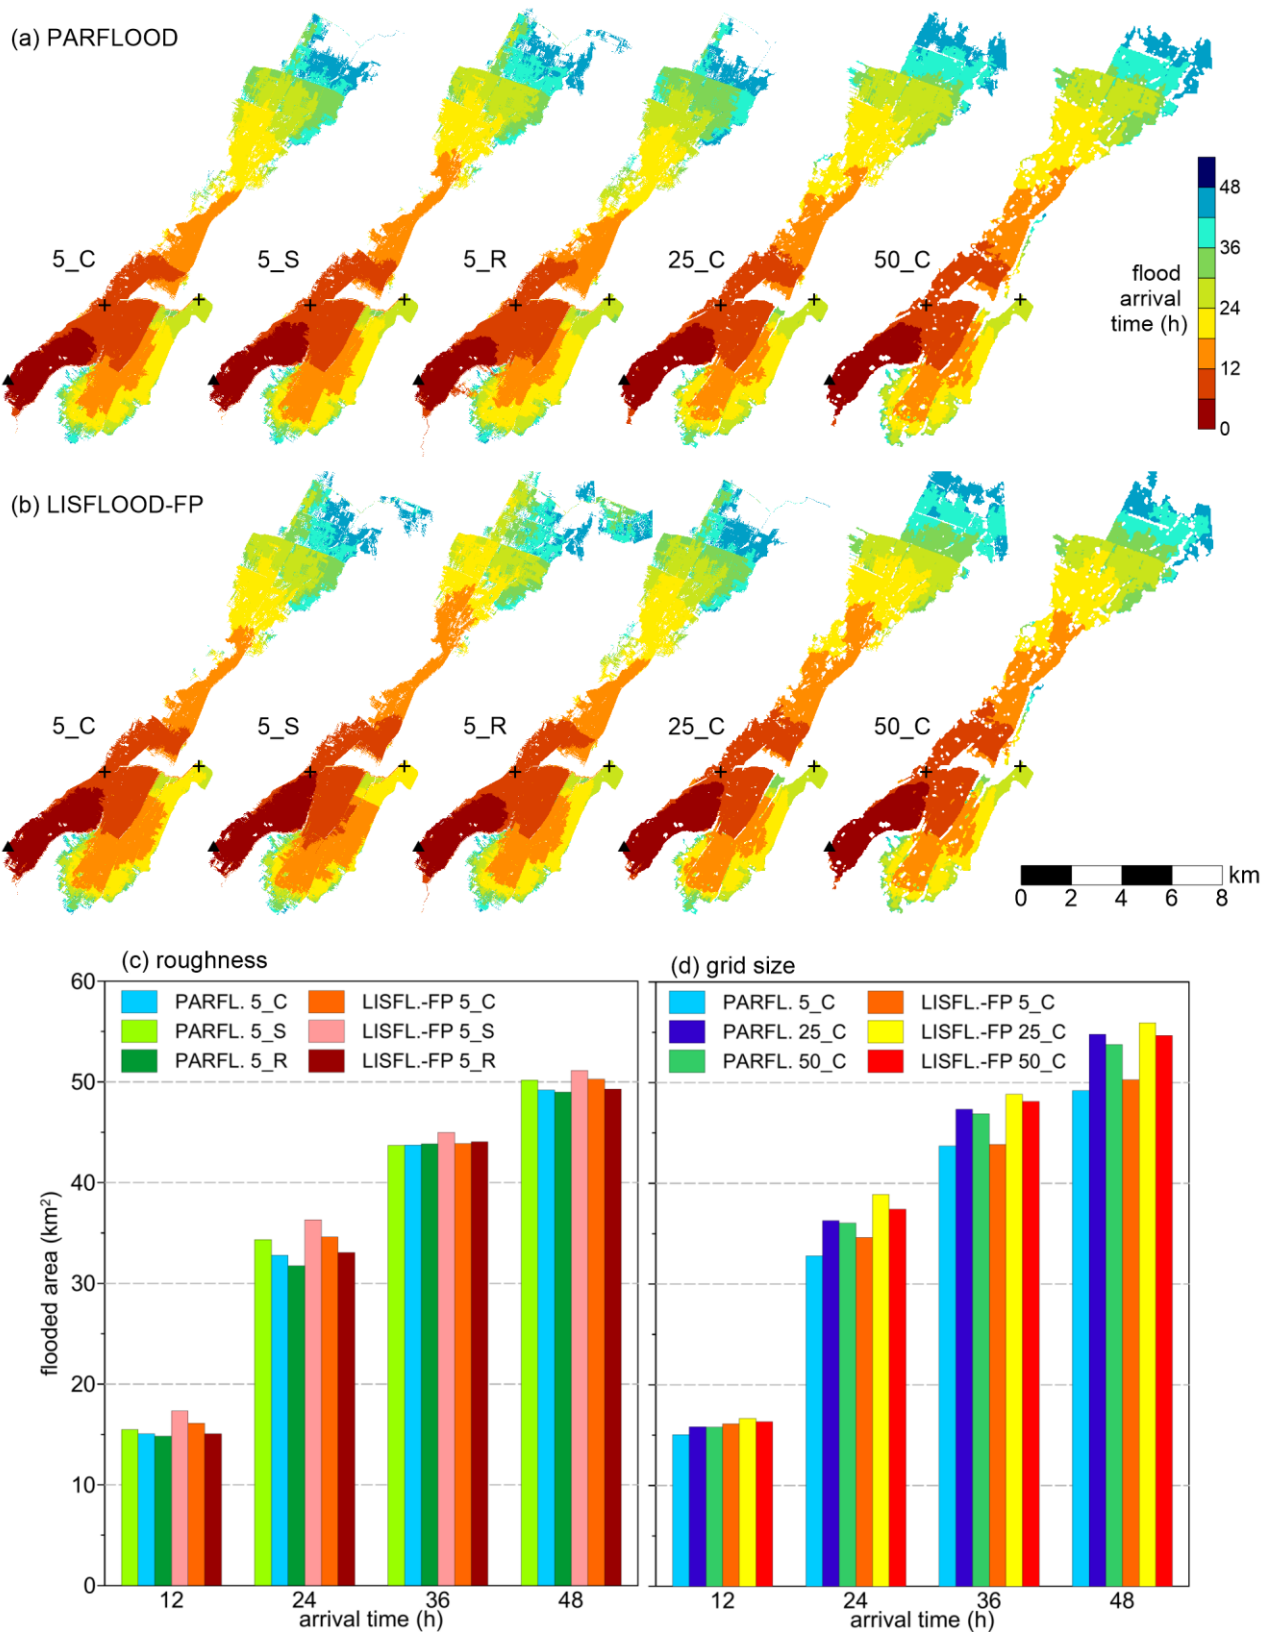 (a) PARFLOOD
5_C
5_S
5_R
25_C
50_C
flood
arrival
time (h)
48
36
24
12
0
(b) LISFLOOD-FP
5_C
5_S
5_R
25_C
50_C
km
0 2 4 6 8
(c) roughness
PARFL. 5_C
LISFL.-FP 5_C
PARFL. 5_S
LISFL.-FP 5_S
PARFL. 5_R
LISFL.-FP 5_R
60
50
40
30
20
10
0
flooded area (km²)
12 24 36 48
arrival time (h)
(d) grid size
PARFL. 5_C
LISFL.-FP 5_C
PARFL. 25_C
LISFL.-FP 25_C
PARFL. 50_C
LISFL.-FP 50_C
12 24 36 48
arrival time (h)